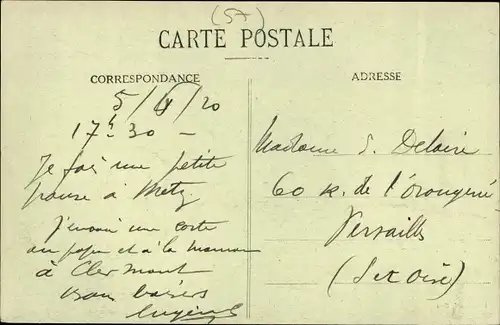 (57)
CARTE POSTALE
CORRESPONDANCE
ADRESSE
5/ /20
17h 30 –
Je fais une petite
pause à Metz
J'envoie une carte
au papa et à la maman
à Clermont
bons baisers
Madame S. Delaire
60 R. de l'Orangerie
Versailles
(S et Oise)